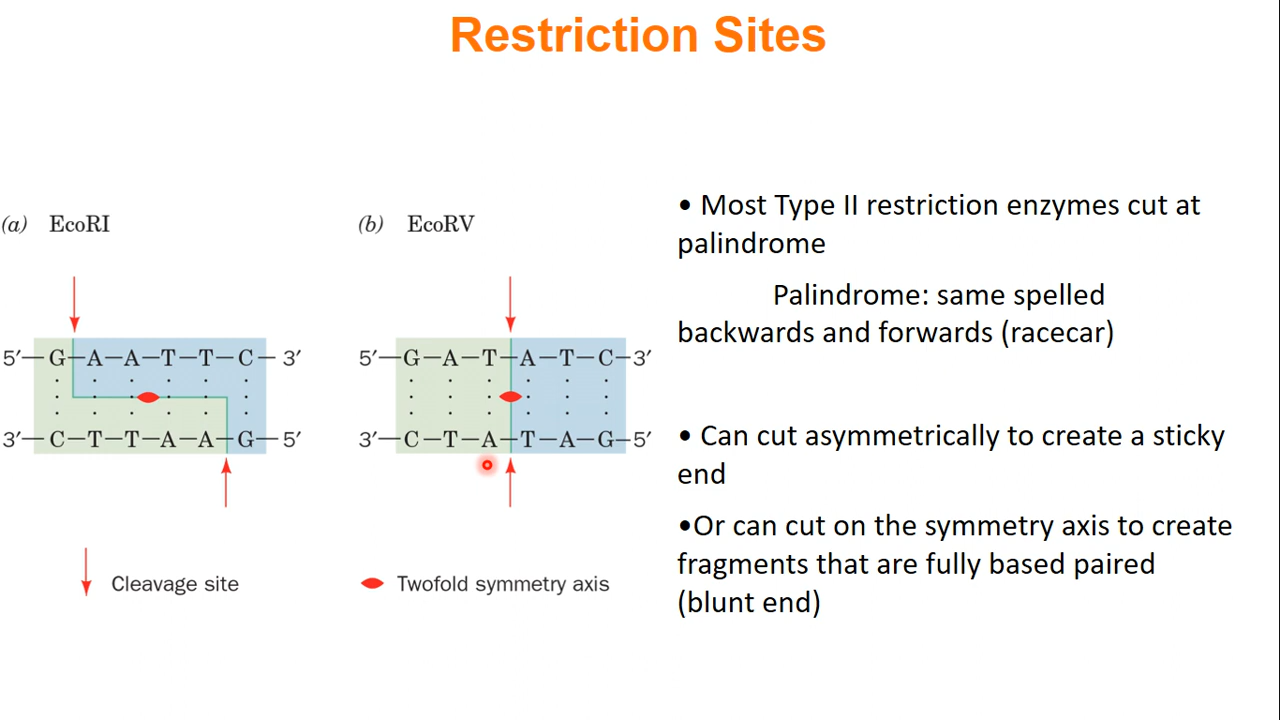 Restriction Sites
(a) EcoRI
5′—G—A—A—T—T—C—3′
3′—C—T—T—A—A—G—5′
(b) EcoRV
5′—G—A—T—A—T—C—3′
3′—C—T—A—T—A—G—5′
Cleavage site
Twofold symmetry axis
• Most Type II restriction enzymes cut at
palindrome
Palindrome: same spelled
backwards and forwards (racecar)
• Can cut asymmetrically to create a sticky
end
•Or can cut on the symmetry axis to create
fragments that are fully based paired
(blunt end)